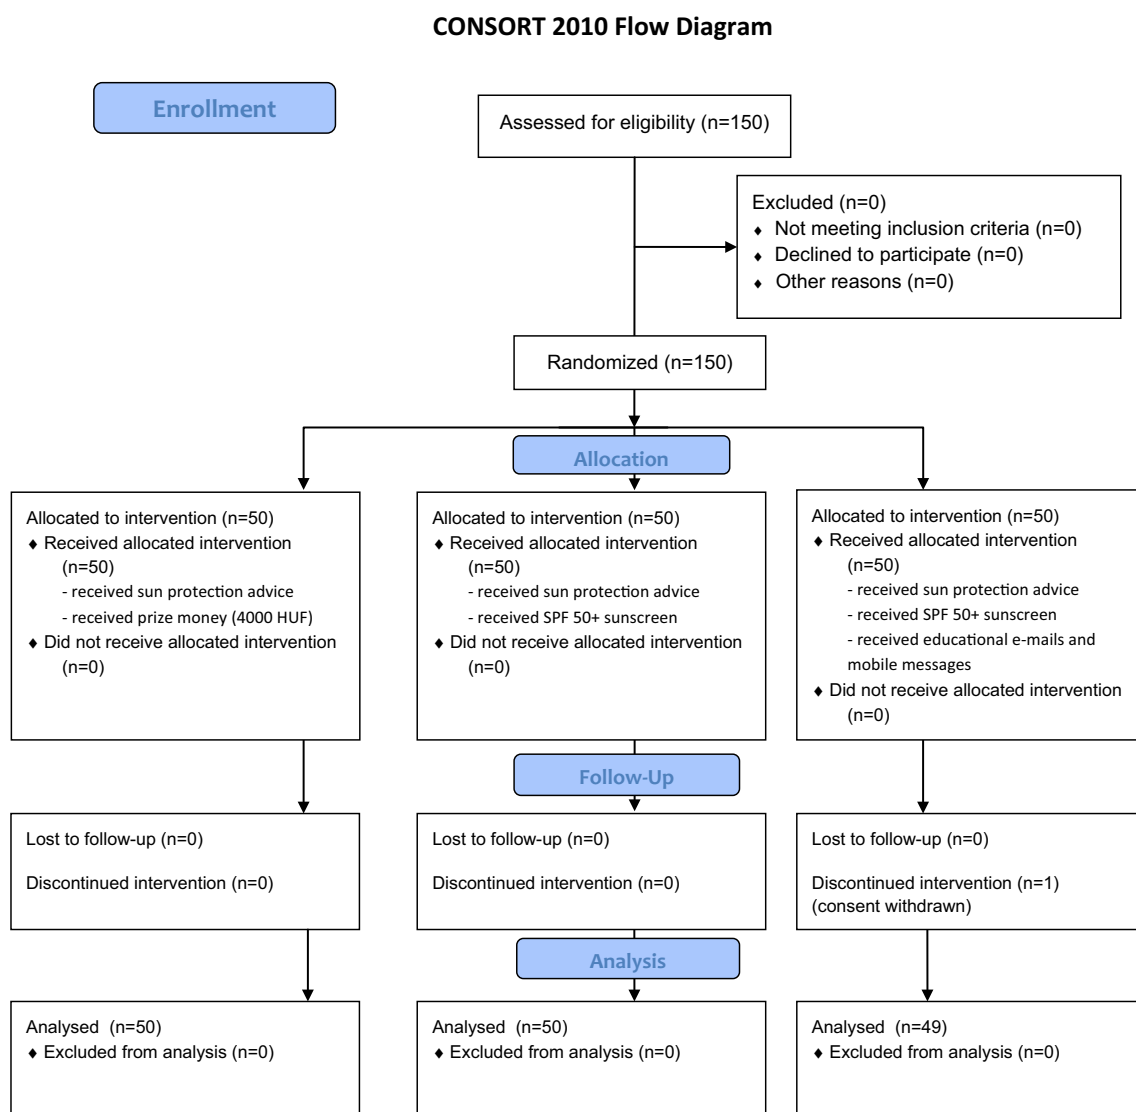 CONSORT 2010 Flow Diagram
Enrollment
Assessed for eligibility (n=150)
Excluded (n=0)
♦ Not meeting inclusion criteria (n=0)
♦ Declined to participate (n=0)
♦ Other reasons (n=0)
Randomized (n=150)
Allocation
Allocated to intervention (n=50)
♦ Received allocated intervention
(n=50)
- received sun protection advice
- received prize money (4000 HUF)
♦ Did not receive allocated intervention
(n=0)
Allocated to intervention (n=50)
♦ Received allocated intervention
(n=50)
- received sun protection advice
- received SPF 50+ sunscreen
♦ Did not receive allocated intervention
(n=0)
Allocated to intervention (n=50)
♦ Received allocated intervention
(n=50)
- received sun protection advice
- received SPF 50+ sunscreen
- received educational e-mails and
mobile messages
♦ Did not receive allocated intervention
(n=0)
Follow-Up
Lost to follow-up (n=0)
Discontinued intervention (n=0)
Lost to follow-up (n=0)
Discontinued intervention (n=0)
Lost to follow-up (n=0)
Discontinued intervention (n=1)
(consent withdrawn)
Analysis
Analysed (n=50)
♦ Excluded from analysis (n=0)
Analysed (n=50)
♦ Excluded from analysis (n=0)
Analysed (n=49)
♦ Excluded from analysis (n=0)